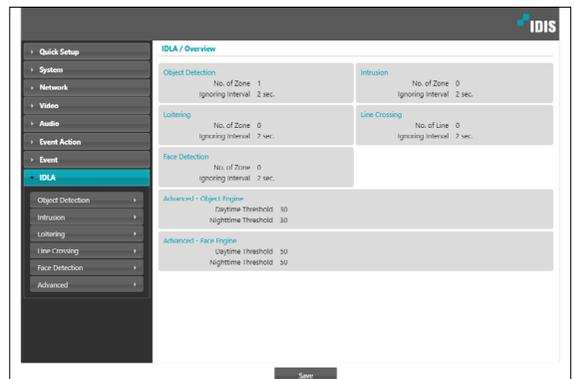 IDIS
Quick Setup
System
Network
Video
Audio
Event Action
Event
IDLA
Object Detection
Intrusion
Loitering
Line Crossing
Face Detection
Advanced
IDLA / Overview
Object Detection
No. of Zone 1
Ignoring Interval 2 sec.
Intrusion
No. of Zone 0
Ignoring Interval 2 sec.
Loitering
No. of Zone 0
Ignoring Interval 2 sec.
Line Crossing
No. of Line 0
Ignoring Interval 2 sec.
Face Detection
No. of Zone 0
Ignoring Interval 2 sec.
Advanced - Object Engine
Daytime Threshold 30
Nighttime Threshold 30
Advanced - Face Engine
Daytime Threshold 50
Nighttime Threshold 50
Save